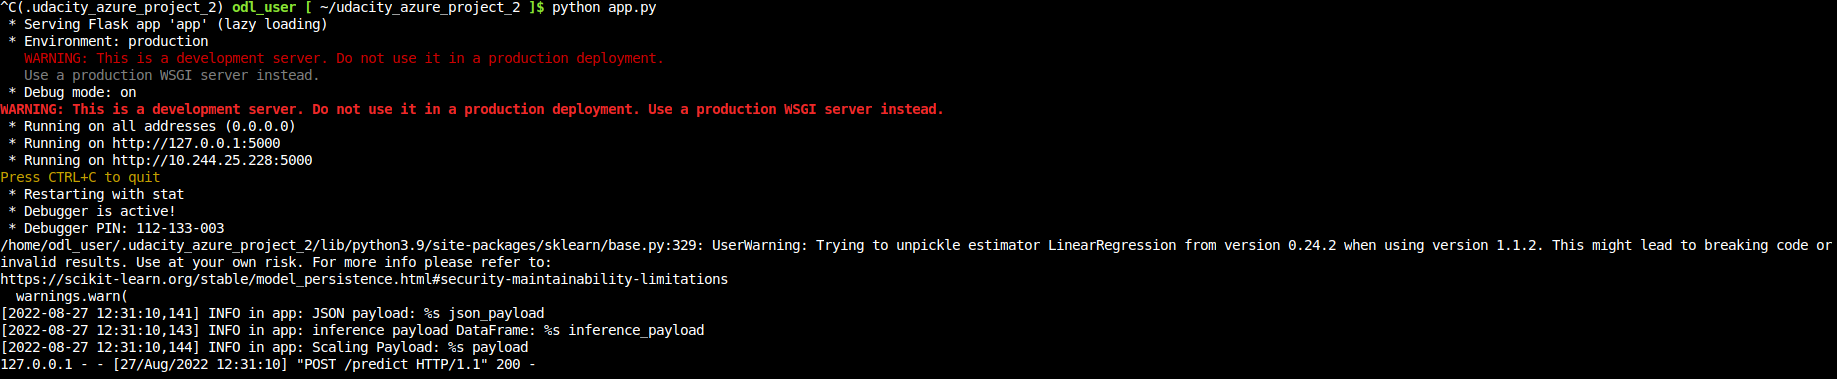 ^C(.udacity_azure_project_2) odl_user [ ~/udacity_azure_project_2 ]$ python app.py
 * Serving Flask app 'app' (lazy loading)
 * Environment: production
   WARNING: This is a development server. Do not use it in a production deployment.
   Use a production WSGI server instead.
 * Debug mode: on
WARNING: This is a development server. Do not use it in a production deployment. Use a production WSGI server instead.
 * Running on all addresses (0.0.0.0)
 * Running on http://127.0.0.1:5000
 * Running on http://10.244.25.228:5000
Press CTRL+C to quit
 * Restarting with stat
 * Debugger is active!
 * Debugger PIN: 112-133-003
/home/odl_user/.udacity_azure_project_2/lib/python3.9/site-packages/sklearn/base.py:329: UserWarning: Trying to unpickle estimator LinearRegression from version 0.24.2 when using version 1.1.2. This might lead to breaking code or
invalid results. Use at your own risk. For more info please refer to:
https://scikit-learn.org/stable/model_persistence.html#security-maintainability-limitations
  warnings.warn(
[2022-08-27 12:31:10,141] INFO in app: JSON payload: %s json_payload
[2022-08-27 12:31:10,143] INFO in app: inference payload DataFrame: %s inference_payload
[2022-08-27 12:31:10,144] INFO in app: Scaling Payload: %s payload
127.0.0.1 - - [27/Aug/2022 12:31:10] "POST /predict HTTP/1.1" 200 -